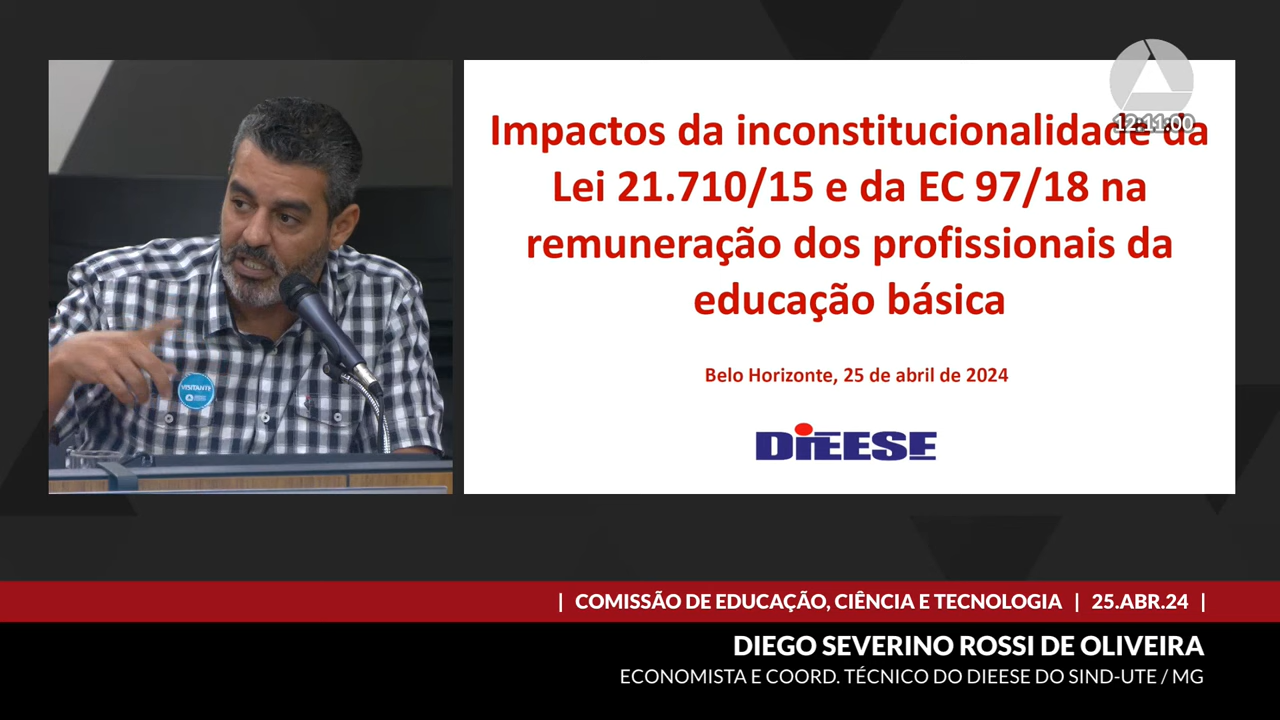 12:11:00
Impactos da inconstitucionalidade da
Lei 21.710/15 e da EC 97/18 na
remuneração dos profissionais da
educação básica
Belo Horizonte, 25 de abril de 2024
DIEESE
VISITANTE
| COMISSÃO DE EDUCAÇÃO, CIÊNCIA E TECNOLOGIA | 25.ABR.24 |
DIEGO SEVERINO ROSSI DE OLIVEIRA
ECONOMISTA E COORD. TÉCNICO DO DIEESE DO SIND-UTE / MG